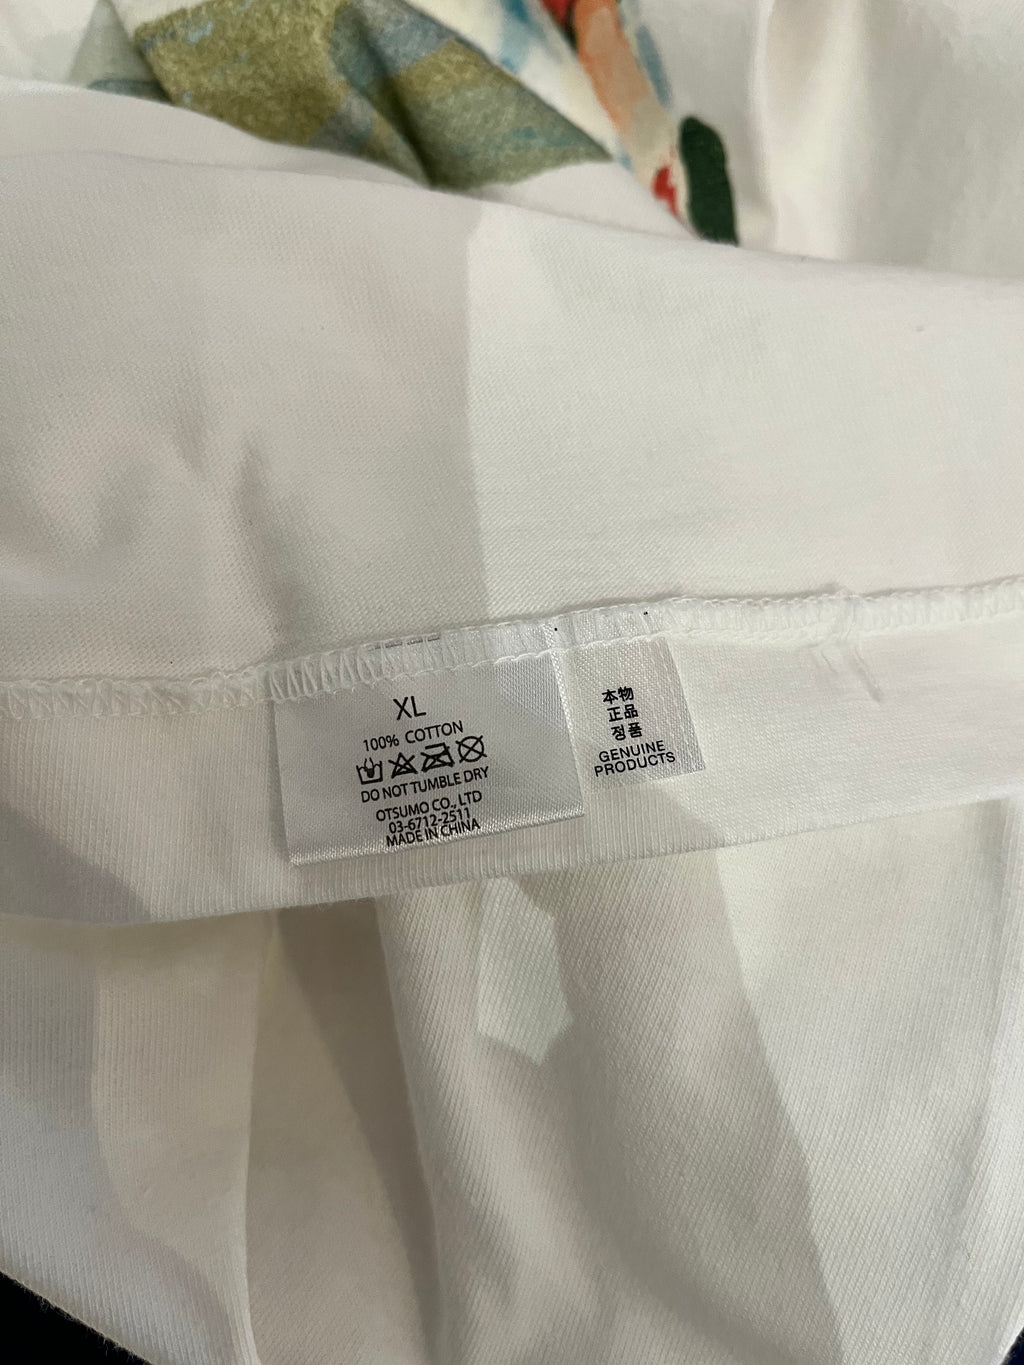 XL
100% COTTON
DO NOT TUMBLE DRY
OTSUMO CO., LTD
03-6712-2511
MADE IN CHINA
本物
正品
정품
GENUINE
PRODUCTS